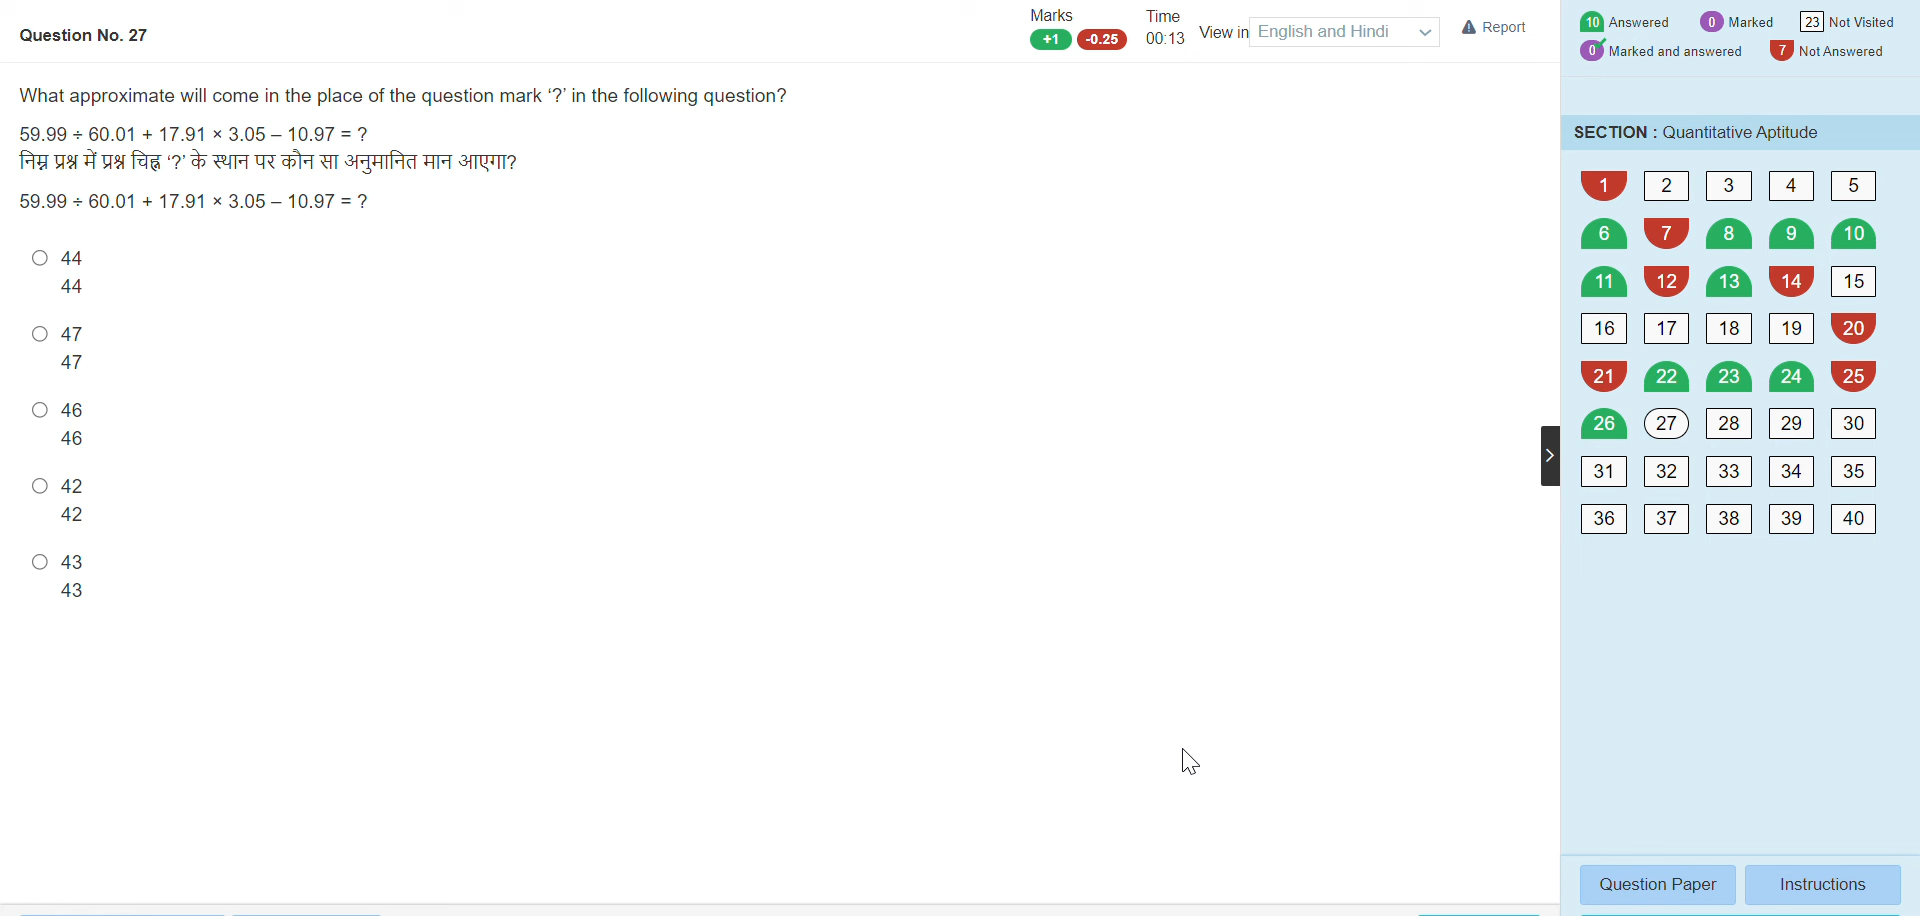 Question No. 27
Marks
+1 -0.25
Time
00:13
View in English and Hindi
Report
What approximate will come in the place of the question mark ‘?’ in the following question?
59.99 ÷ 60.01 + 17.91 × 3.05 – 10.97 = ?
निम्न प्रश्न में प्रश्न चिह्न ‘?’ के स्थान पर कौन सा अनुमानित मान आएगा?
59.99 ÷ 60.01 + 17.91 × 3.05 – 10.97 = ?
44
44
47
47
46
46
42
42
43
43
10 Answered 0 Marked 23 Not Visited
0 Marked and answered 7 Not Answered
SECTION : Quantitative Aptitude
1 2 3 4 5
6 7 8 9 10
11 12 13 14 15
16 17 18 19 20
21 22 23 24 25
26 27 28 29 30
31 32 33 34 35
36 37 38 39 40
Question Paper Instructions